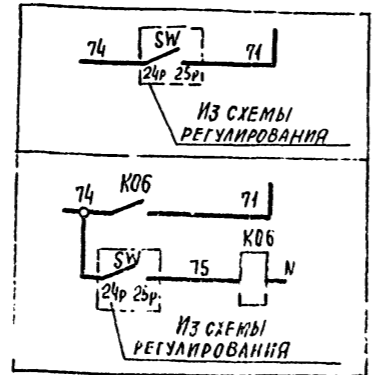 74 SW 71
24р 25р
ИЗ СХЕМЫ
РЕГУЛИРОВАНИЯ
74 К06 71
К06
SW 75 N
24р 25р
ИЗ СХЕМЫ
РЕГУЛИРОВАНИЯ